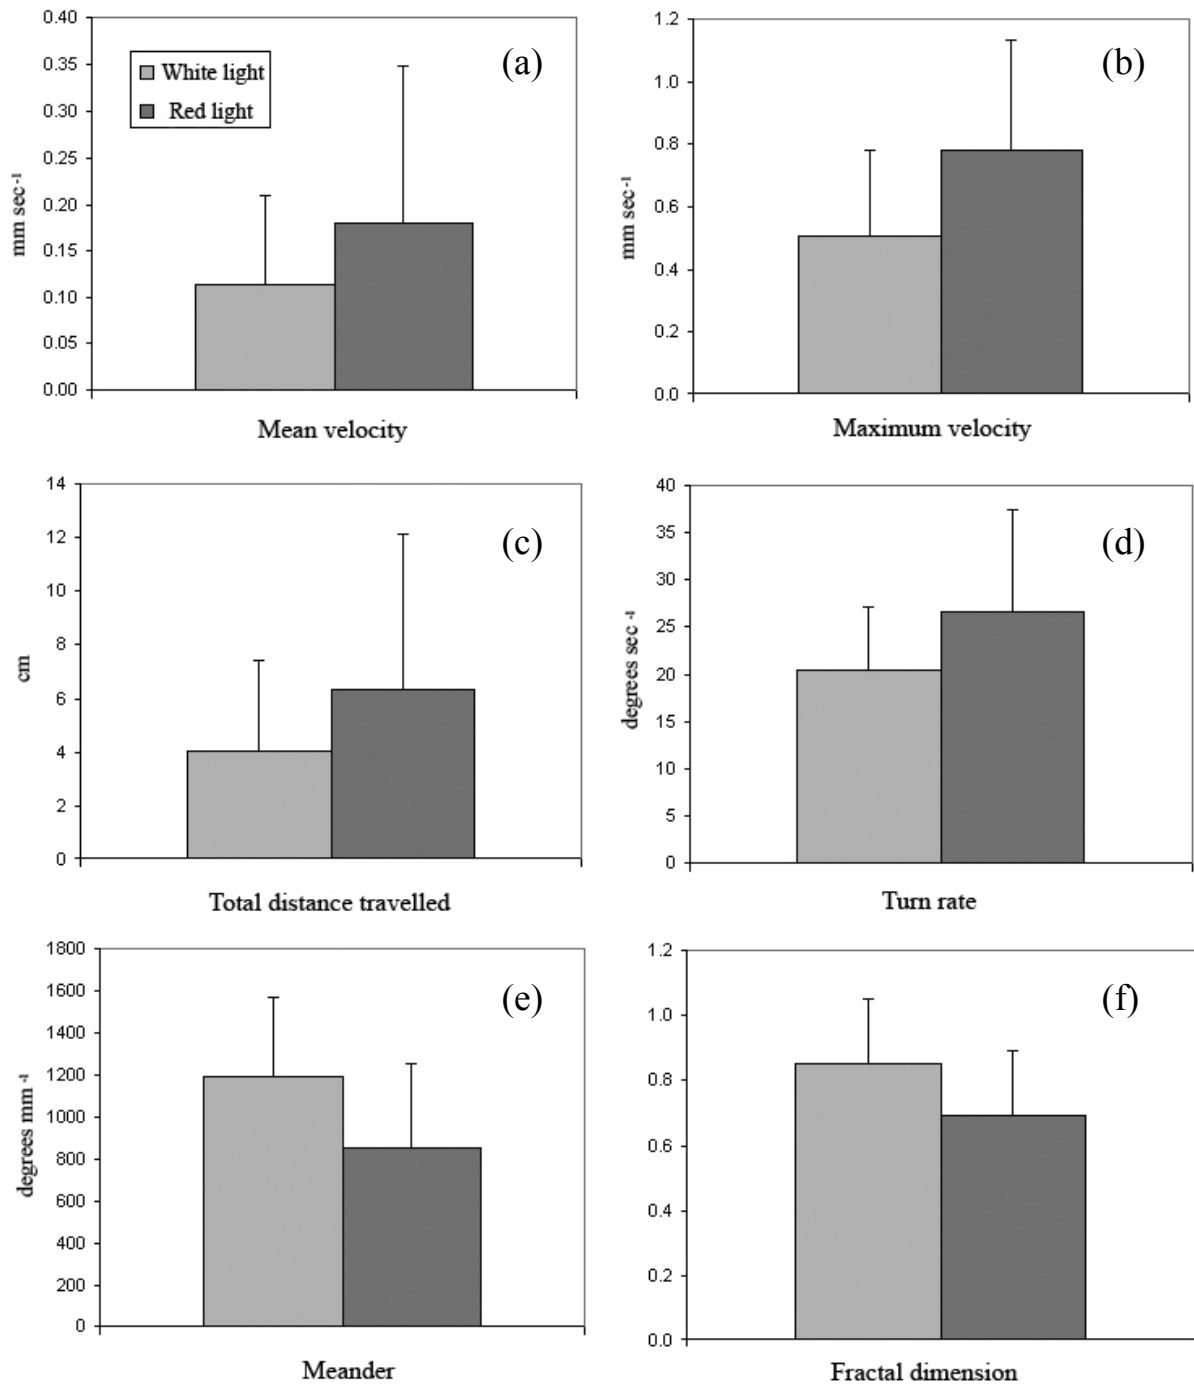 0.40
0.35
0.30
0.25
0.20
0.15
0.10
0.05
0.00
mm sec⁻¹
White light
Red light
(a)
Mean velocity
1.2
1.0
0.8
0.6
0.4
0.2
0.0
mm sec⁻¹
(b)
Maximum velocity
14
12
10
8
6
4
2
0
cm
(c)
Total distance travelled
40
35
30
25
20
15
10
5
0
degrees sec⁻¹
(d)
Turn rate
1800
1600
1400
1200
1000
800
600
400
200
0
degrees mm⁻¹
(e)
Meander
1.2
1.0
0.8
0.6
0.4
0.2
0.0
(f)
Fractal dimension